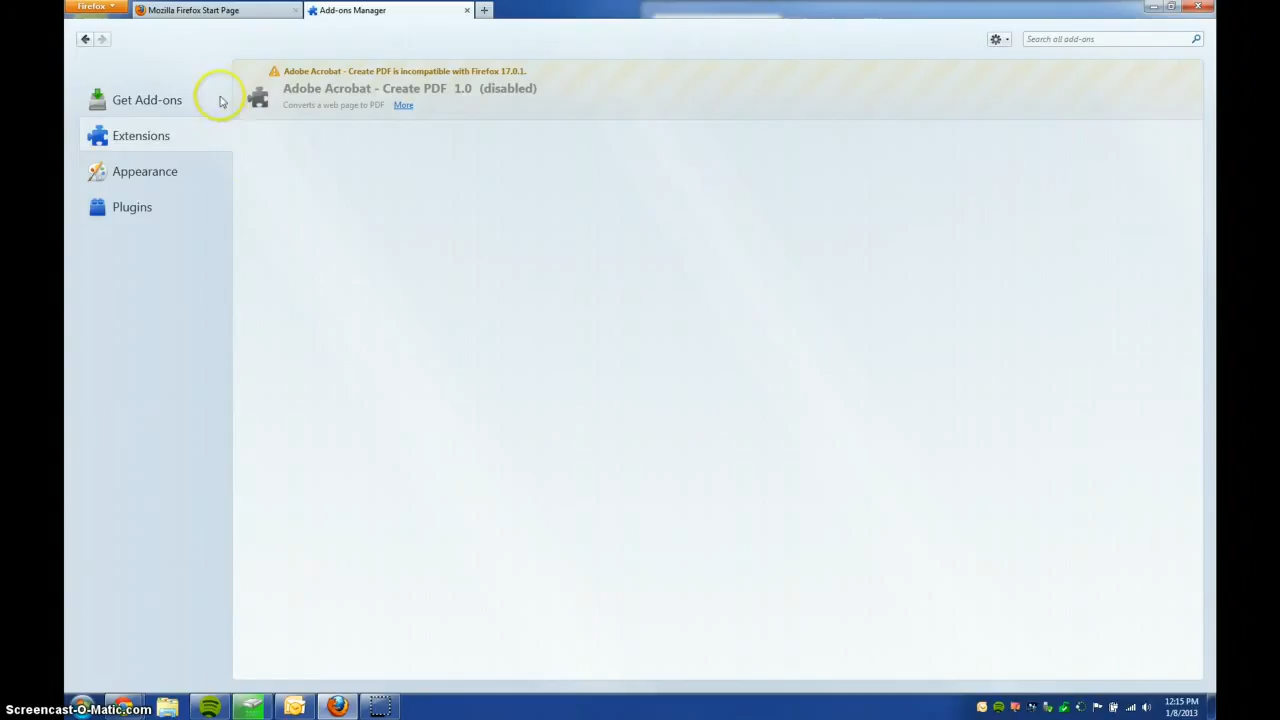 Firefox
Mozilla Firefox Start Page
Add-ons Manager
Search all add-ons
Adobe Acrobat - Create PDF is incompatible with Firefox 17.0.1.
Adobe Acrobat - Create PDF 1.0 (disabled)
Converts a web page to PDF More
Get Add-ons
Extensions
Appearance
Plugins
12:15 PM
1/8/2013
Screencast-O-Matic.com